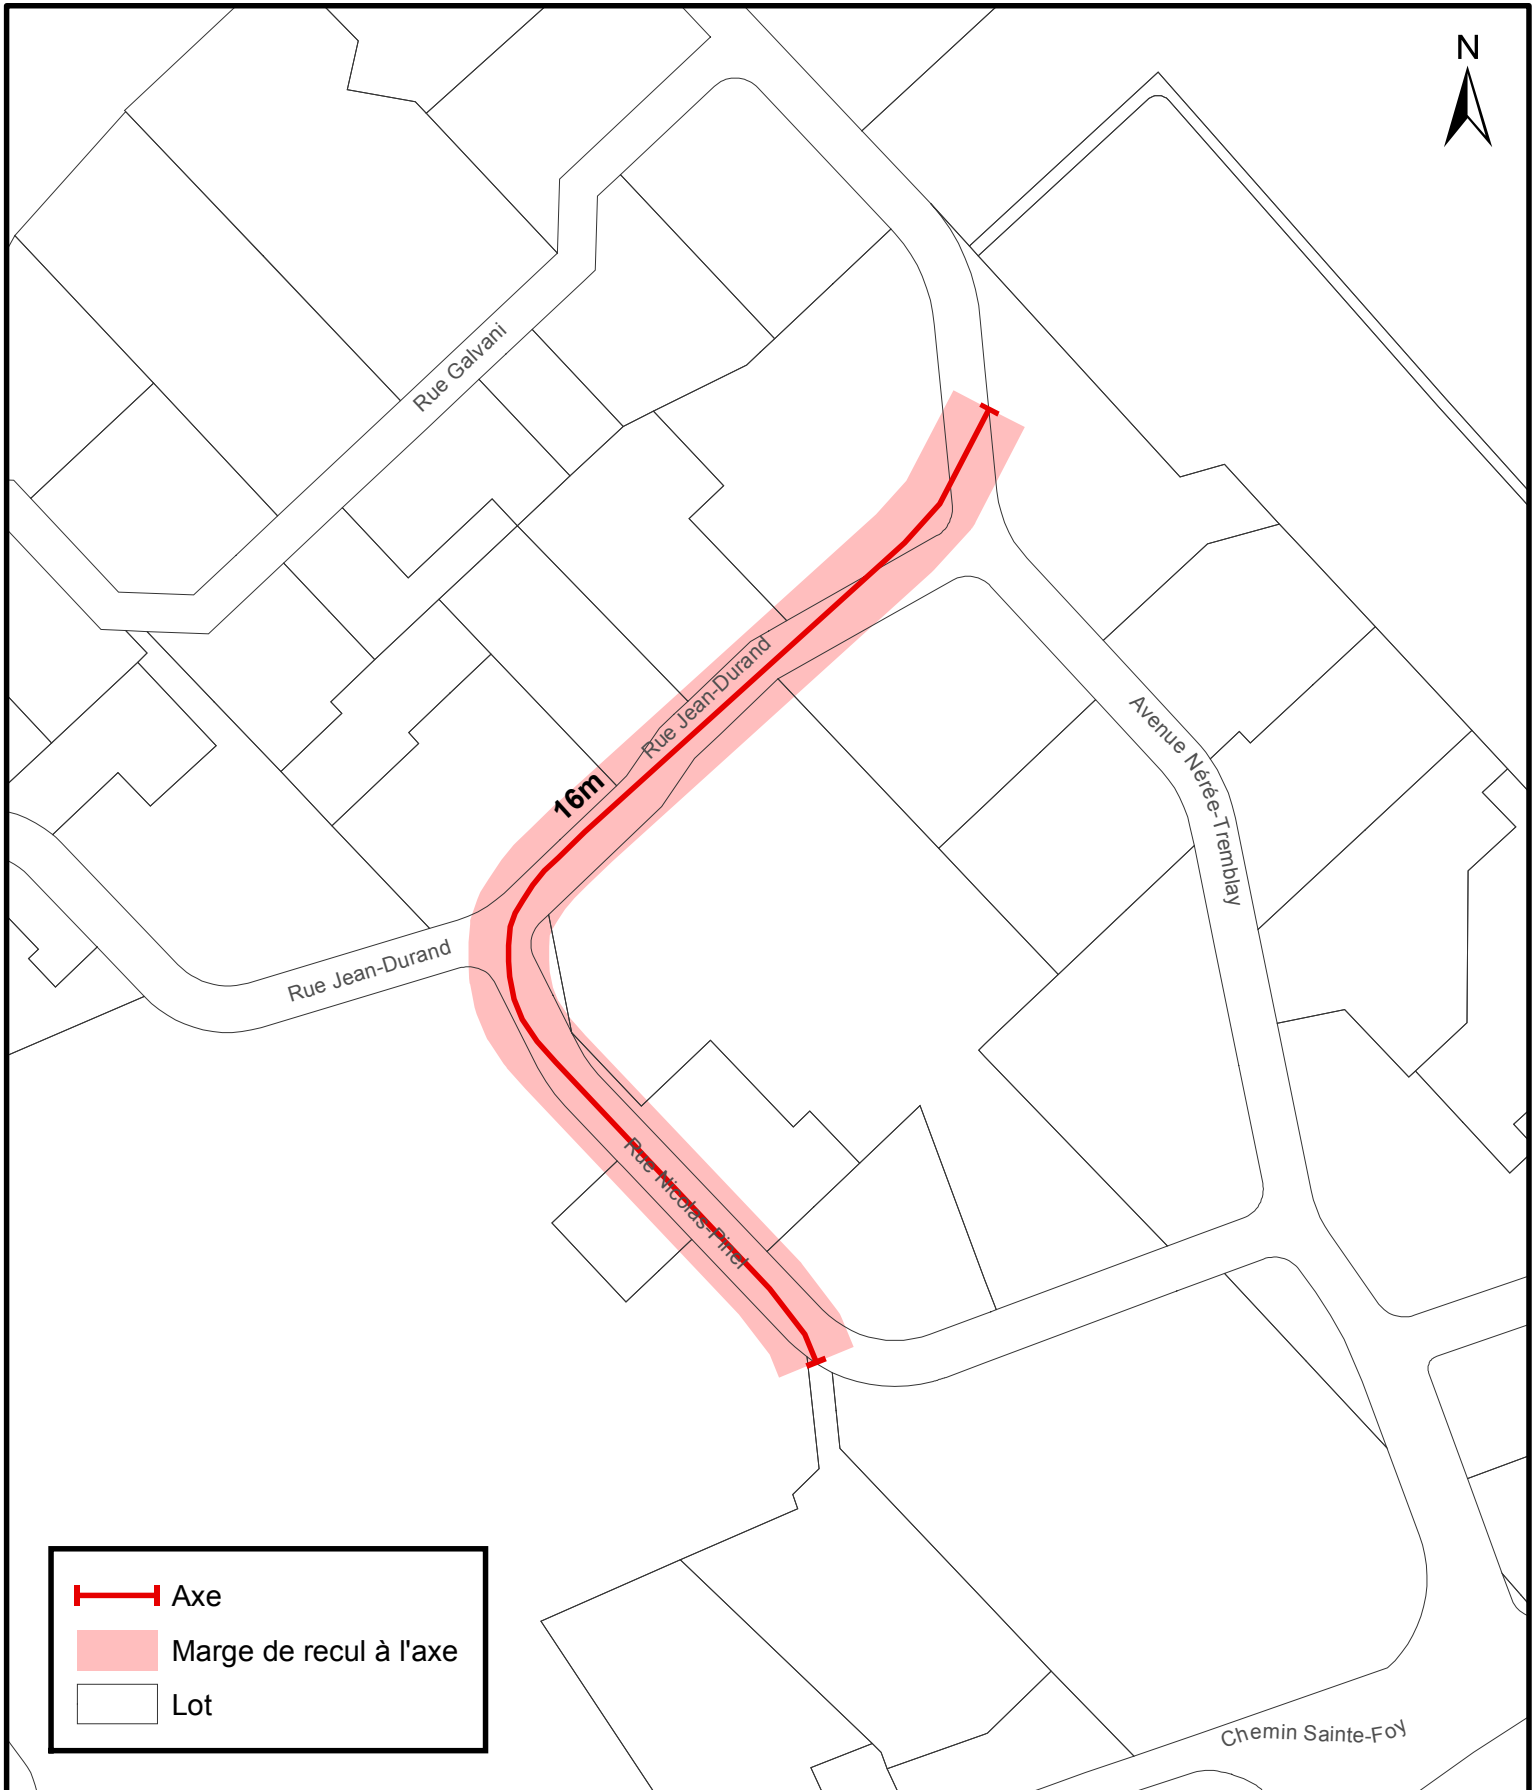 N
Rue Galvani
Rue Jean-Durand
Avenue Nérée-Tremblay
16m
Rue Jean-Durand
Rue Nicolas-Pinel
Axe
Marge de recul à l'axe
Lot
Chemin Sainte-Foy